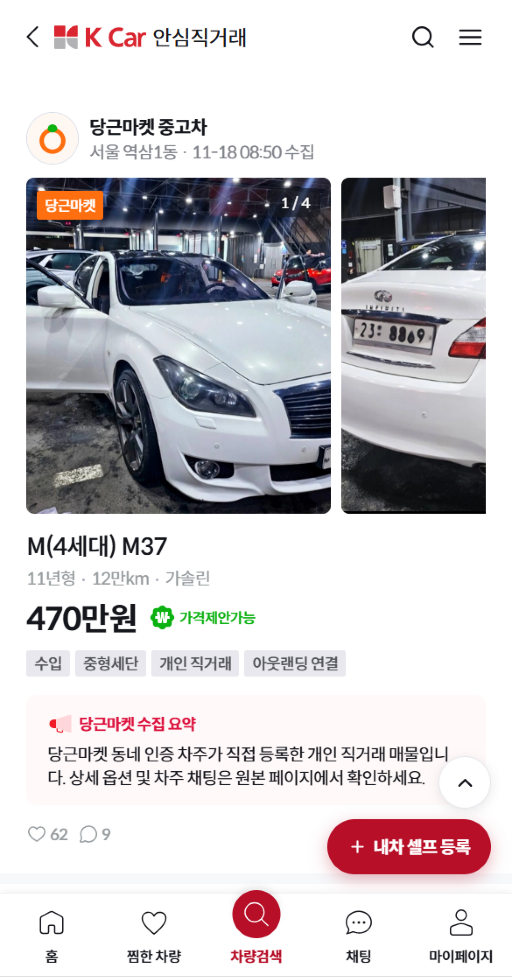 K Car 안심직거래
당근마켓 중고차
서울 역삼1동 · 11-18 08:50 수집
당근마켓
1 / 4
INFINITI
23 8869
M(4세대) M37
11년형 · 12만km · 가솔린
470만원 W 가격제안가능
수입 중형세단 개인 직거래 아웃랜딩 연결
당근마켓 수집 요약
당근마켓 동네 인증 차주가 직접 등록한 개인 직거래 매물입니
다. 상세 옵션 및 차주 채팅은 원본 페이지에서 확인하세요.
62 9
+ 내차 셀프 등록
홈 찜한 차량 차량검색 채팅 마이페이지